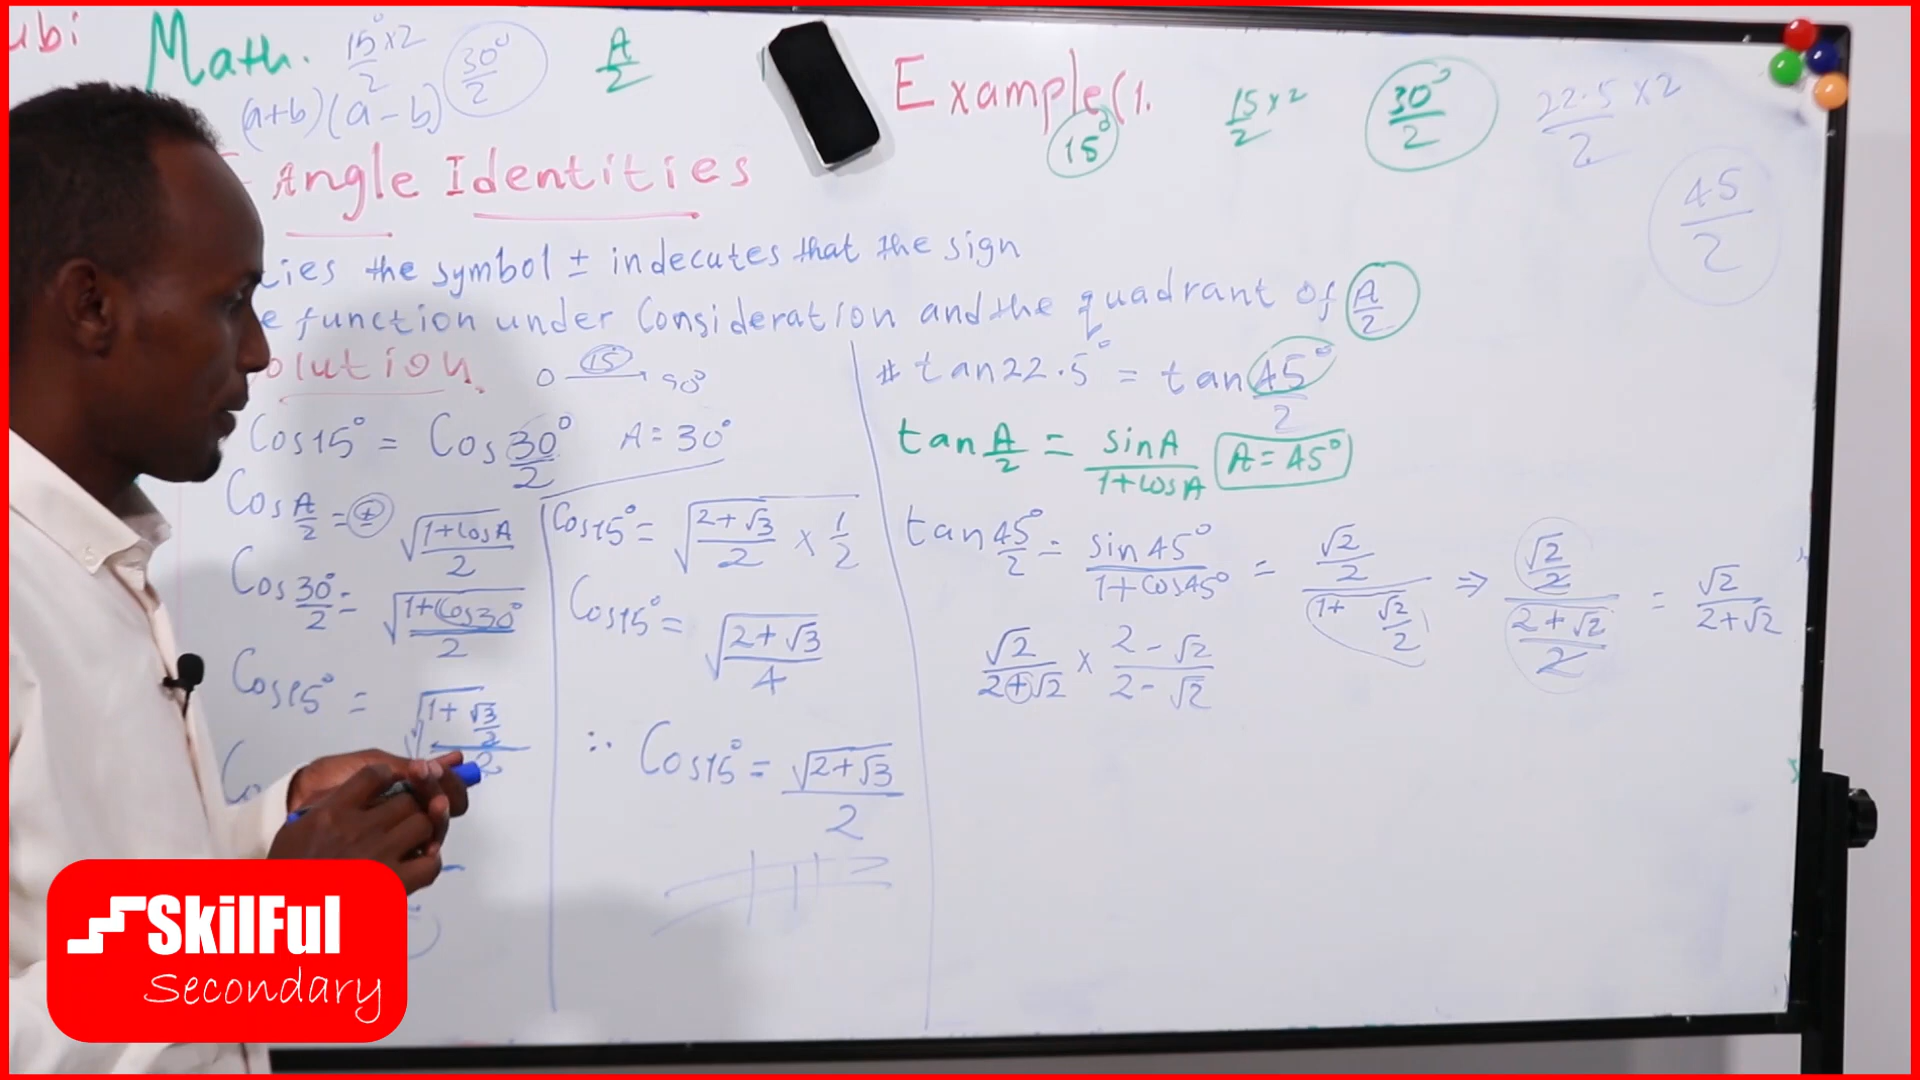 ubi Math. 15°×2/2 30°/2 A/2
(a+b)(a-b)
Angle Identities
ties the symbol ± indecutes that the sign
e function under Consideration and the quadrant of A/2
olution 0 15 90°
Cos15° = Cos 30°/2 A = 30°
Cos A/2 = ± √(1+CosA)/2
Cos 30°/2 = √(1+Cos30°)/2
Cos15° = √(1+√3/2)/2
Co
Cos15° = √(2+√3)/2 × 1/2
Cos15° = √(2+√3)/4
∴ Cos15° = √(2+√3)/2
Example(1.
15° 15×2/2 30°/2 22.5×2/2
45/2
# tan22.5° = tan 45°/2
tan A/2 = sinA/1+cosA A = 45°
tan 45°/2 = sin45°/1+Cos45° = √2/2/1+√2/2 ⇒ √2/2/2+√2/2 = √2/2+√2
√2/2+√2 × 2-√2/2-√2
SkilFul
Secondary